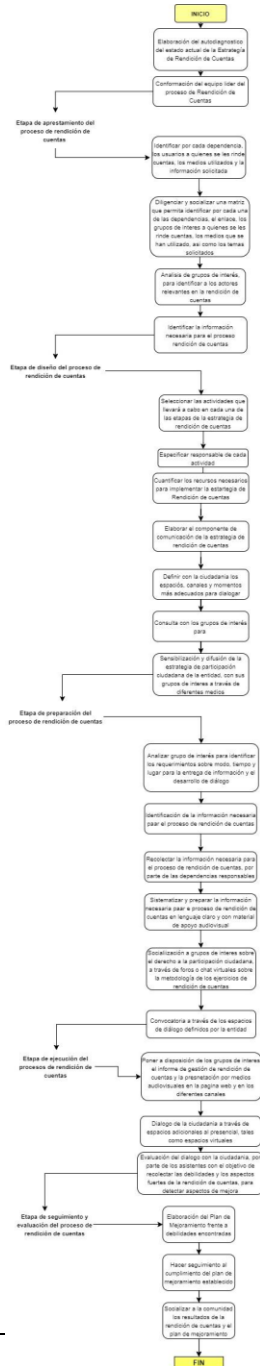 INICIO
Elaboración del autodiagnostico
del estado actual de la Estrategia
de Rendición de Cuentas
Conformación del equipo lider del
proceso de Reendición de
Cuentas
Etapa de aprestamiento del
proceso de rendición de
cuentas
Identificar por cada dependencia,
los usuarios a quienes se les rinde
cuentas, los medios utilizados y la
información solicitada
Diligenciar y socializar una matriz
que permita identificar por cada una
de las dependencias, el enlace, los
grupos de interes a quienes se les
rinde cuentas, los medios que se
han utilizado, asi como los temas
solicitados
Analisis de grupos de interés,
para identificar a los actores
relevantes en la rendición de
cuentas
Identificar la información
necesaria para el proceso
rendición de cuentas
Etapa de diseño del proceso de
rendición de cuentas
Seleccionar las actividades que
llevará a cabo en cada una de
las etapas de la estrategia de
rendición de cuentas
Especificar responsable de cada
actividad
Cuantificar los recursos necesarios
para implementar la estartegia de
Rendición de cuentas
Elaborar el componente de
comunicación de la estrategia de
rendición de cuentas
Definir con la ciudadanía los
espaciós, canales y momentos
más adecuados para dialogar
Consulta con los grupos de interés
para
Sensibilización y difusión de la
estrategia de participación
ciudadana de la entidad, con sus
grupos de interes a través de
diferentes medios
Etapa de preparación del
proceso de rendición de cuentas
Analizar grupo de interés para identificar
los requerimientos sobre modo, tiempo y
lugar para la entrega de información y el
desarrollo de diálogo
Identificación de la información necesaria
paar el proceso de rendición de cuentas
Recolectar la información necesaria para
el proceso de rendición de cuentas, por
parte de las dependencias responsables
Sistematizar y preparar la información
necesaria paar e proceso de rendición de
cuentas en lenguaje claro y con material
de apoyo audiovisual
Socialización a grupos de interes sobre
el derecho a la participación ciudadana,
a través de foros o chat virtuales sobre
la metodología de los ejercicios de
rendición de cuentas
Convocatoria a través de los espacios
de diálogo definidos por la entidad
Etapa de ejecución del
procesos de rendición de
cuentas
Poner a disposición de los grupos de interes
el informe de gestión de rendición de
cuentas y la presnetación por medios
audiovisuales en la pagina web y en los
diferentes canales
Dialogo de la ciudadania a través de
espacios adicionales al presencial, tales
como espacios virtuales
Evaluación del dialogo con la ciudadanía, por
parte de los asistentes con el objetivo de
recolectar las debilidades y los aspectos
fuertes de la rendición de cuentas, para
detectar aspectos de mejora
Etapa de seguimiento y
evaluación del proceso de
rendición de cuentas
Elaboración del Plan de
Mejoramiento frente a
debilidades encontradas
Hacer seguimiento al
cumplimiento del plan de
mejoramiento establecido
Socializar a la comunidad
los resultados de la
rendición de cuentas y el
plan de mejoramiento
FIN